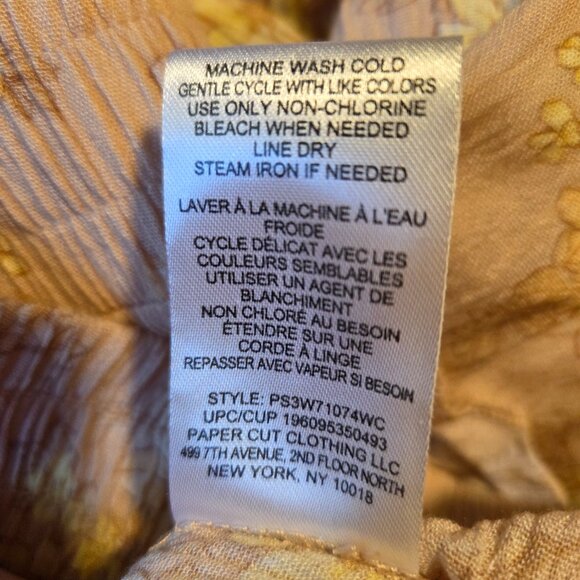 MACHINE WASH COLD
GENTLE CYCLE WITH LIKE COLORS
USE ONLY NON-CHLORINE
BLEACH WHEN NEEDED
LINE DRY
STEAM IRON IF NEEDED
LAVER À LA MACHINE À L'EAU
FROIDE
CYCLE DÉLICAT AVEC LES
COULEURS SEMBLABLES
UTILISER UN AGENT DE
BLANCHIMENT
NON CHLORÉ AU BESOIN
ÉTENDRE SUR UNE
CORDE À LINGE
REPASSER AVEC VAPEUR SI BESOIN
STYLE: PS3W71074WC
UPC/CUP 196095350493
PAPER CUT CLOTHING LLC
499 7TH AVENUE, 2ND FLOOR NORTH
NEW YORK, NY 10018